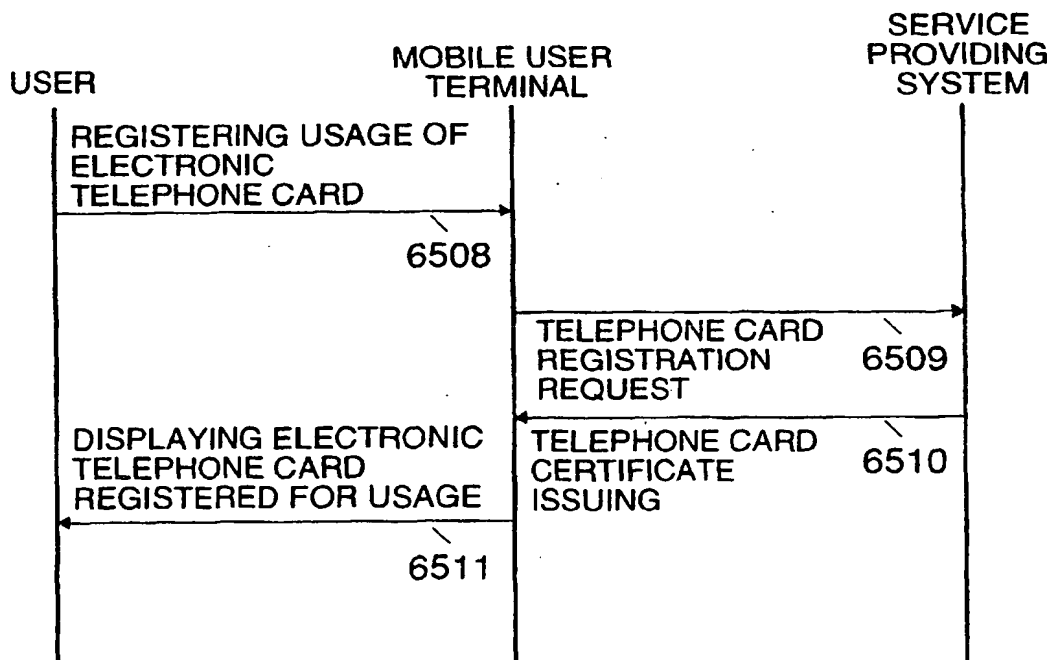 USER
MOBILE USER
TERMINAL
SERVICE
PROVIDING
SYSTEM
REGISTERING USAGE OF
ELECTRONIC
TELEPHONE CARD
6508
TELEPHONE CARD
REGISTRATION
REQUEST
6509
TELEPHONE CARD
CERTIFICATE
ISSUING
6510
DISPLAYING ELECTRONIC
TELEPHONE CARD
REGISTERED FOR USAGE
6511